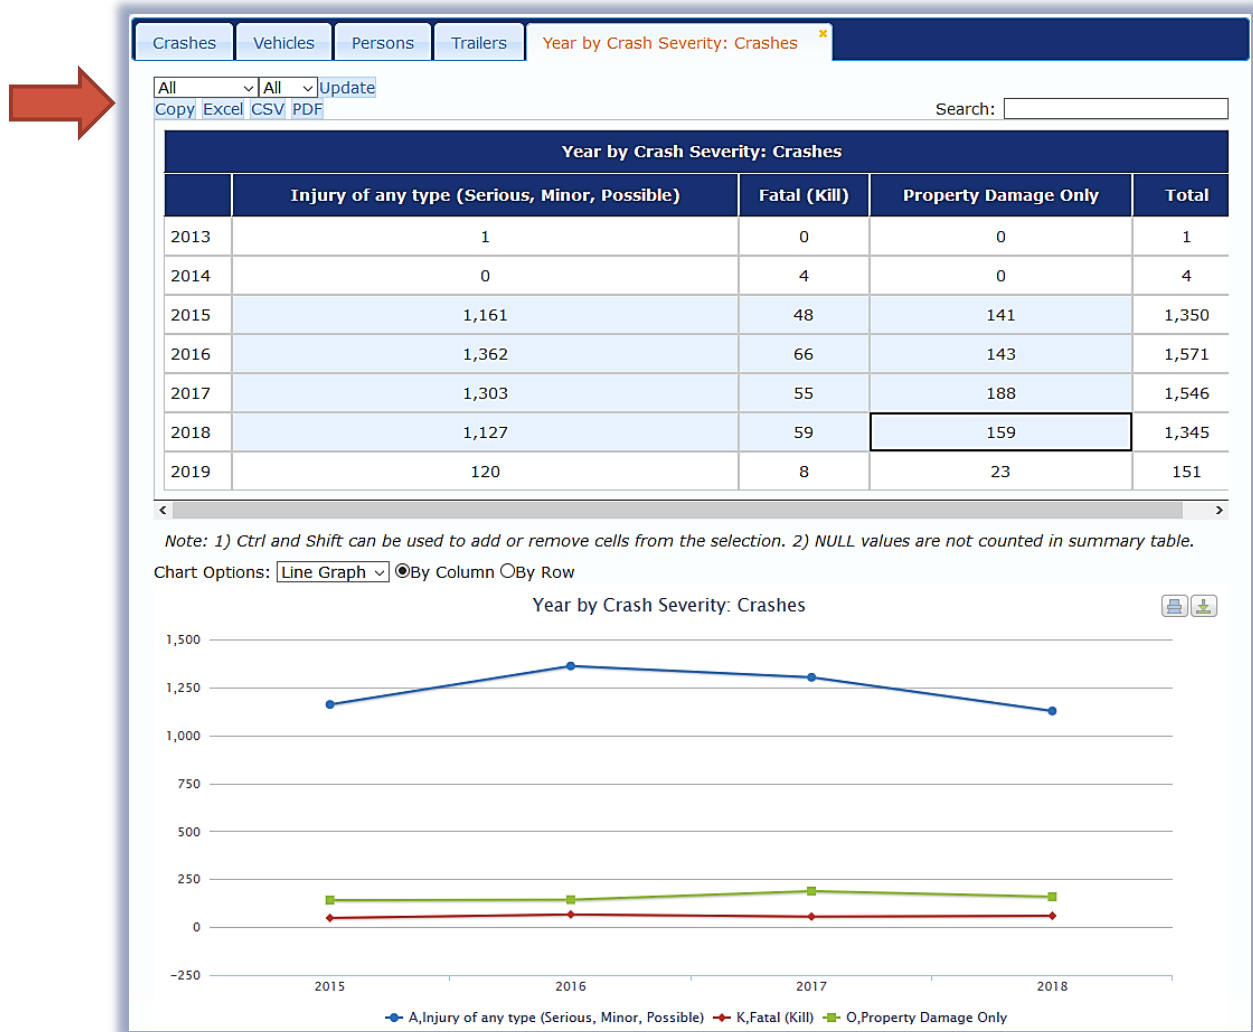 Crashes Vehicles Persons Trailers Year by Crash Severity: Crashes
All All Update
Copy Excel CSV PDF Search:
Year by Crash Severity: Crashes
Injury of any type (Serious, Minor, Possible) Fatal (Kill) Property Damage Only Total
2013 1 0 0 1
2014 0 4 0 4
2015 1,161 48 141 1,350
2016 1,362 66 143 1,571
2017 1,303 55 188 1,546
2018 1,127 59 159 1,345
2019 120 8 23 151
Note: 1) Ctrl and Shift can be used to add or remove cells from the selection. 2) NULL values are not counted in summary table.
Chart Options: Line Graph By Column By Row
Year by Crash Severity: Crashes
1,500
1,250
1,000
750
500
250
0
-250
2015 2016 2017 2018
A,Injury of any type (Serious, Minor, Possible) K,Fatal (Kill) O,Property Damage Only